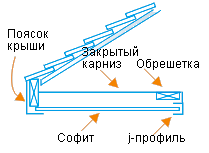 Поясок
крыши
Закрытый
карниз
Обрешетка
Софит
j-профиль